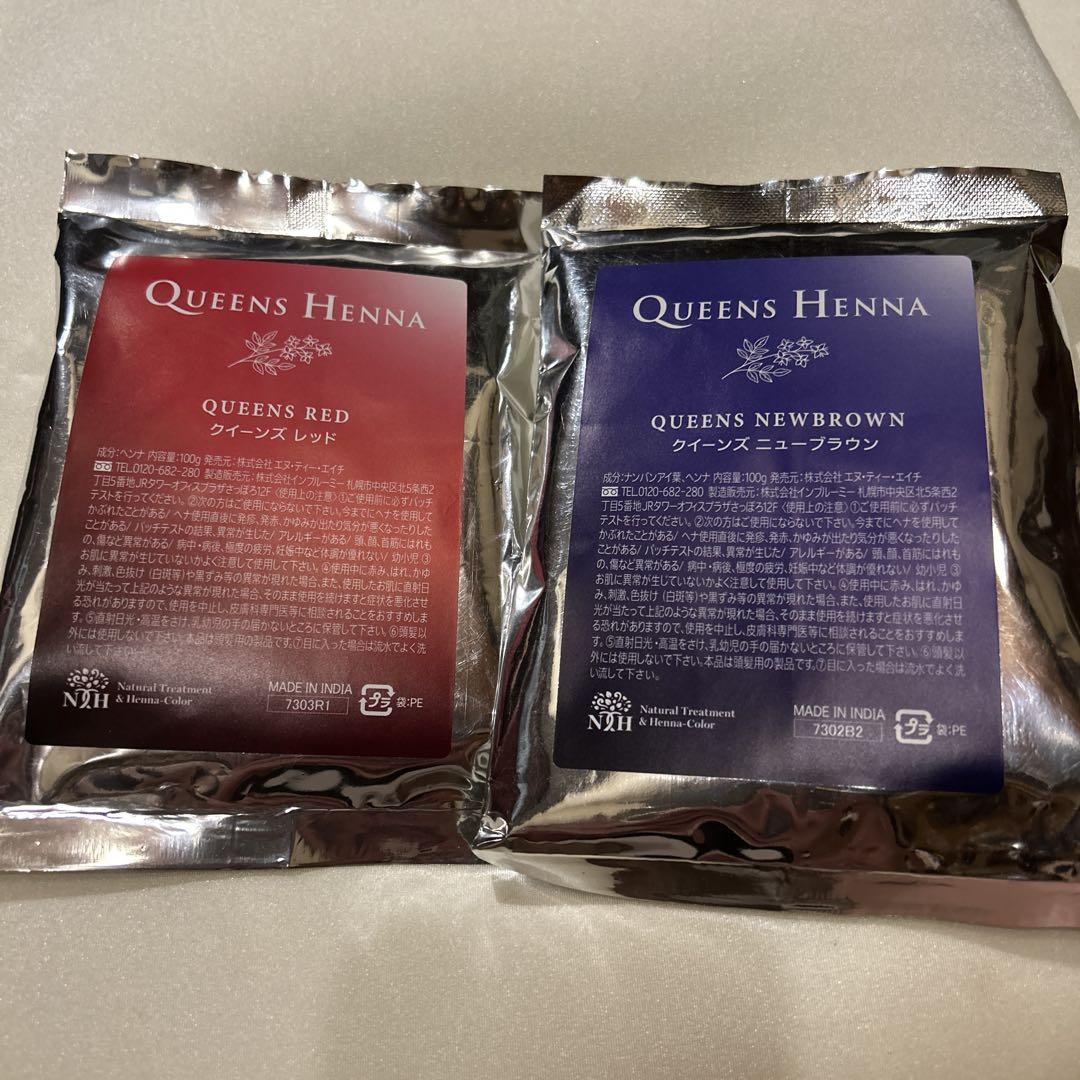 QUEENS HENNA
QUEENS RED
クイーンズ レッド
成分:ヘンナ 内容量:100g 発売元:株式会社 エヌ・ティー・エイチ
TEL.0120-682-280 製造販売元:株式会社インプルーミー 札幌市中央区北5条西2
丁目5番地JRタワーオフィスプラザさっぽろ12F〈使用上の注意〉①ご使用前に必ずパッチ
テストを行ってください。②次の方はご使用にならないで下さい。今までにヘナを使用して
かぶれたことがある/ ヘナ使用直後に発疹、発赤、かゆみが出たり気分が悪くなったりした
ことがある/ パッチテストの結果、異常が生じた/ アレルギーがある/ 頭、顔、首筋にはれも
の、傷など異常がある/ 病中・病後、極度の疲労、妊娠中など体調が優れない/ 幼小児 ③
お肌に異常が生じていないかよく注意して使用して下さい。④使用中に赤み、はれ、かゆ
み、刺激、色抜け(白斑等)や黒ずみ等の異常が現れた場合、また、使用したお肌に直射日
光が当たって上記のような異常が現れた場合、そのまま使用を続けますと症状を悪化させ
る恐れがありますので、使用を中止し、皮膚科専門医等に相談されることをおすすめしま
す。⑤直射日光・高温をさけ、乳幼児の手の届かないところに保管して下さい。⑥頭髪以
外には使用しないで下さい。本品は頭髪用の製品です。⑦目に入った場合は流水でよく洗
い流して下さい。
NTH
Natural Treatment
& Henna-Color
MADE IN INDIA
7303R1
プラ
袋:PE
QUEENS HENNA
QUEENS NEWBROWN
クイーンズ ニューブラウン
成分:ナンバンアイ葉、ヘンナ 内容量:100g 発売元:株式会社 エヌ・ティー・エイチ
TEL.0120-682-280 製造販売元:株式会社インプルーミー 札幌市中央区北5条西2
丁目5番地JRタワーオフィスプラザさっぽろ12F〈使用上の注意〉①ご使用前に必ずパッチ
テストを行ってください。②次の方はご使用にならないで下さい。今までにヘナを使用して
かぶれたことがある/ ヘナ使用直後に発疹、発赤、かゆみが出たり気分が悪くなったりした
ことがある/ パッチテストの結果、異常が生じた/ アレルギーがある/ 頭、顔、首筋にはれも
の、傷など異常がある/ 病中・病後、極度の疲労、妊娠中など体調が優れない/ 幼小児 ③
お肌に異常が生じていないかよく注意して使用して下さい。④使用中に赤み、はれ、かゆ
み、刺激、色抜け(白斑等)や黒ずみ等の異常が現れた場合、また、使用したお肌に直射日
光が当たって上記のような異常が現れた場合、そのまま使用を続けますと症状を悪化させ
る恐れがありますので、使用を中止し、皮膚科専門医等に相談されることをおすすめしま
す。⑤直射日光・高温をさけ、乳幼児の手の届かないところに保管して下さい。⑥頭髪以
外には使用しないで下さい。本品は頭髪用の製品です。⑦目に入った場合は流水でよく洗
い流して下さい。
NTH
Natural Treatment
& Henna-Color
MADE IN INDIA
7302B2
プラ
袋:PE